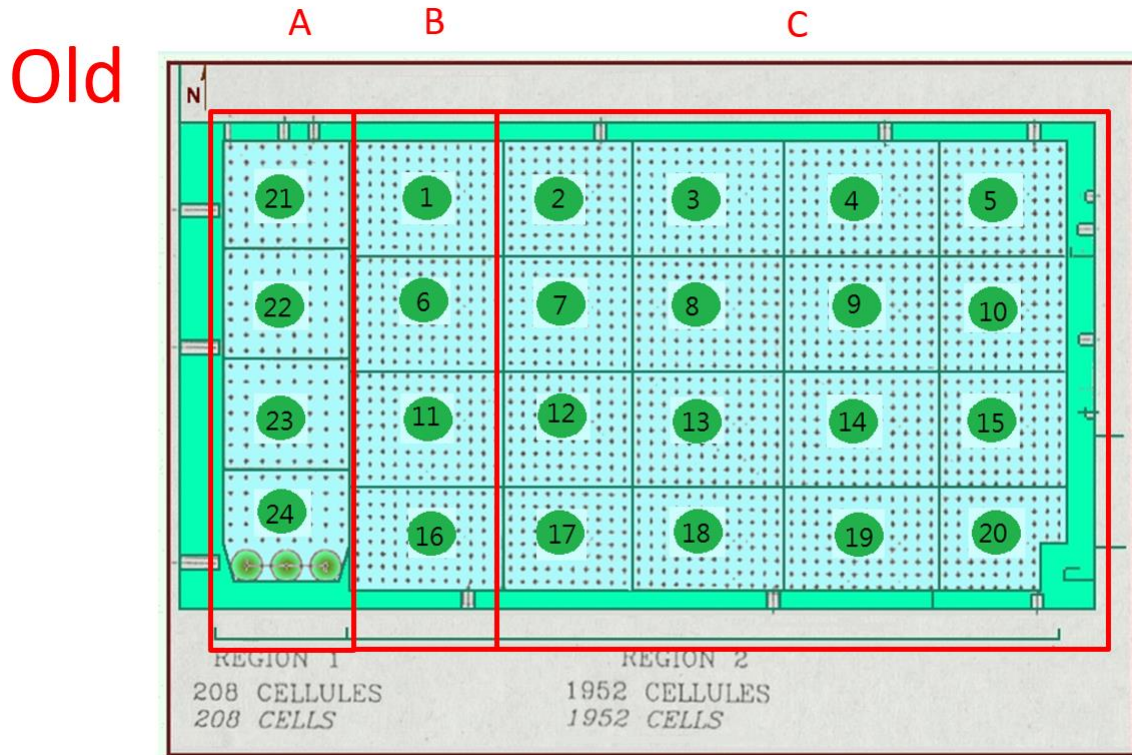 A B C
Old
N
21 1 2 3 4 5
22 6 7 8 9 10
23 11 12 13 14 15
24 16 17 18 19 20
REGION 1 REGION 2
208 CELLULES 1952 CELLULES
208 CELLS 1952 CELLS